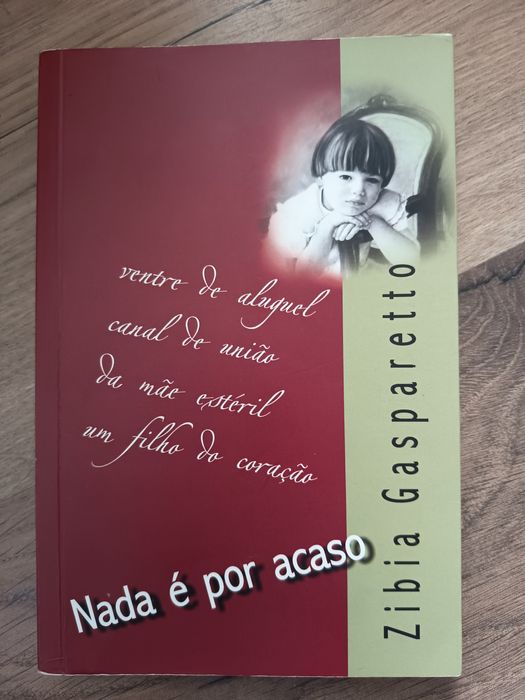 ventre de aluguel
canal de união
da mãe estéril
um filho do coração
Nada é por acaso
Zibia Gasparetto